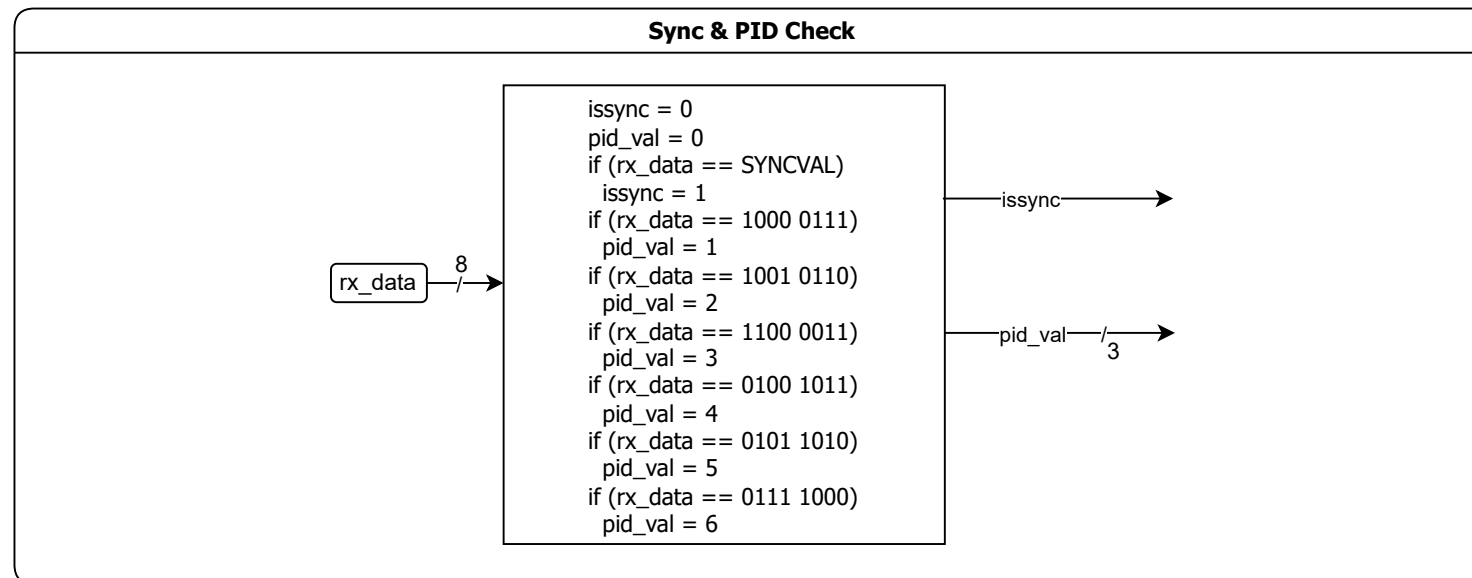 Sync & PID Check
issync = 0
pid_val = 0
if (rx_data == SYNCVAL)
issync = 1
if (rx_data == 1000 0111)
pid_val = 1
if (rx_data == 1001 0110)
pid_val = 2
if (rx_data == 1100 0011)
pid_val = 3
if (rx_data == 0100 1011)
pid_val = 4
if (rx_data == 0101 1010)
pid_val = 5
if (rx_data == 0111 1000)
pid_val = 6
rx_data
8
/
issync
pid_val
/
3